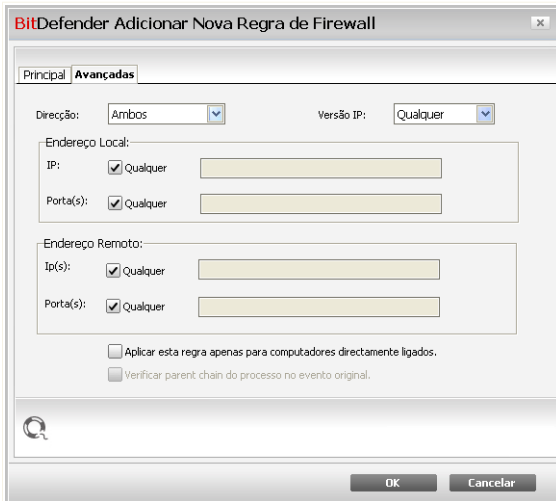 BitDefender Adicionar Nova Regra de Firewall
Principal Avançadas
Direcção: Ambos Versão IP: Qualquer
Endereço Local:
IP: Qualquer
Porta(s): Qualquer
Endereço Remoto:
Ip(s): Qualquer
Porta(s): Qualquer
Aplicar esta regra apenas para computadores directamente ligados.
Verificar parent chain do processo no evento original.
OK Cancelar